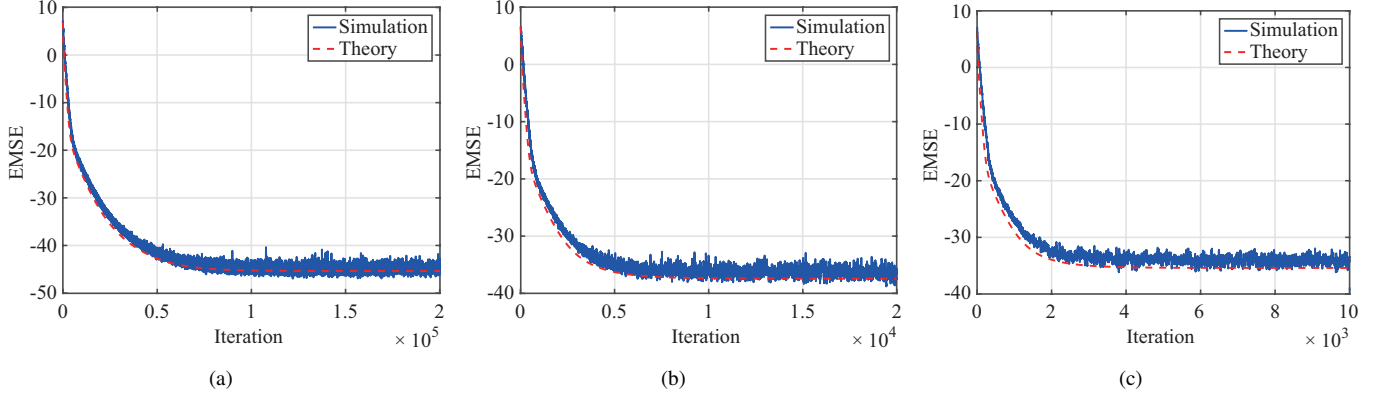 10
0
-10
-20
-30
-40
-50
EMSE
0
0.5
1
1.5
2
Iteration
× 10^5
Simulation
Theory
(a)
10
0
-10
-20
-30
-40
EMSE
0
0.5
1
1.5
2
Iteration
× 10^4
Simulation
Theory
(b)
10
0
-10
-20
-30
-40
EMSE
0
2
4
6
8
10
Iteration
× 10^3
Simulation
Theory
(c)